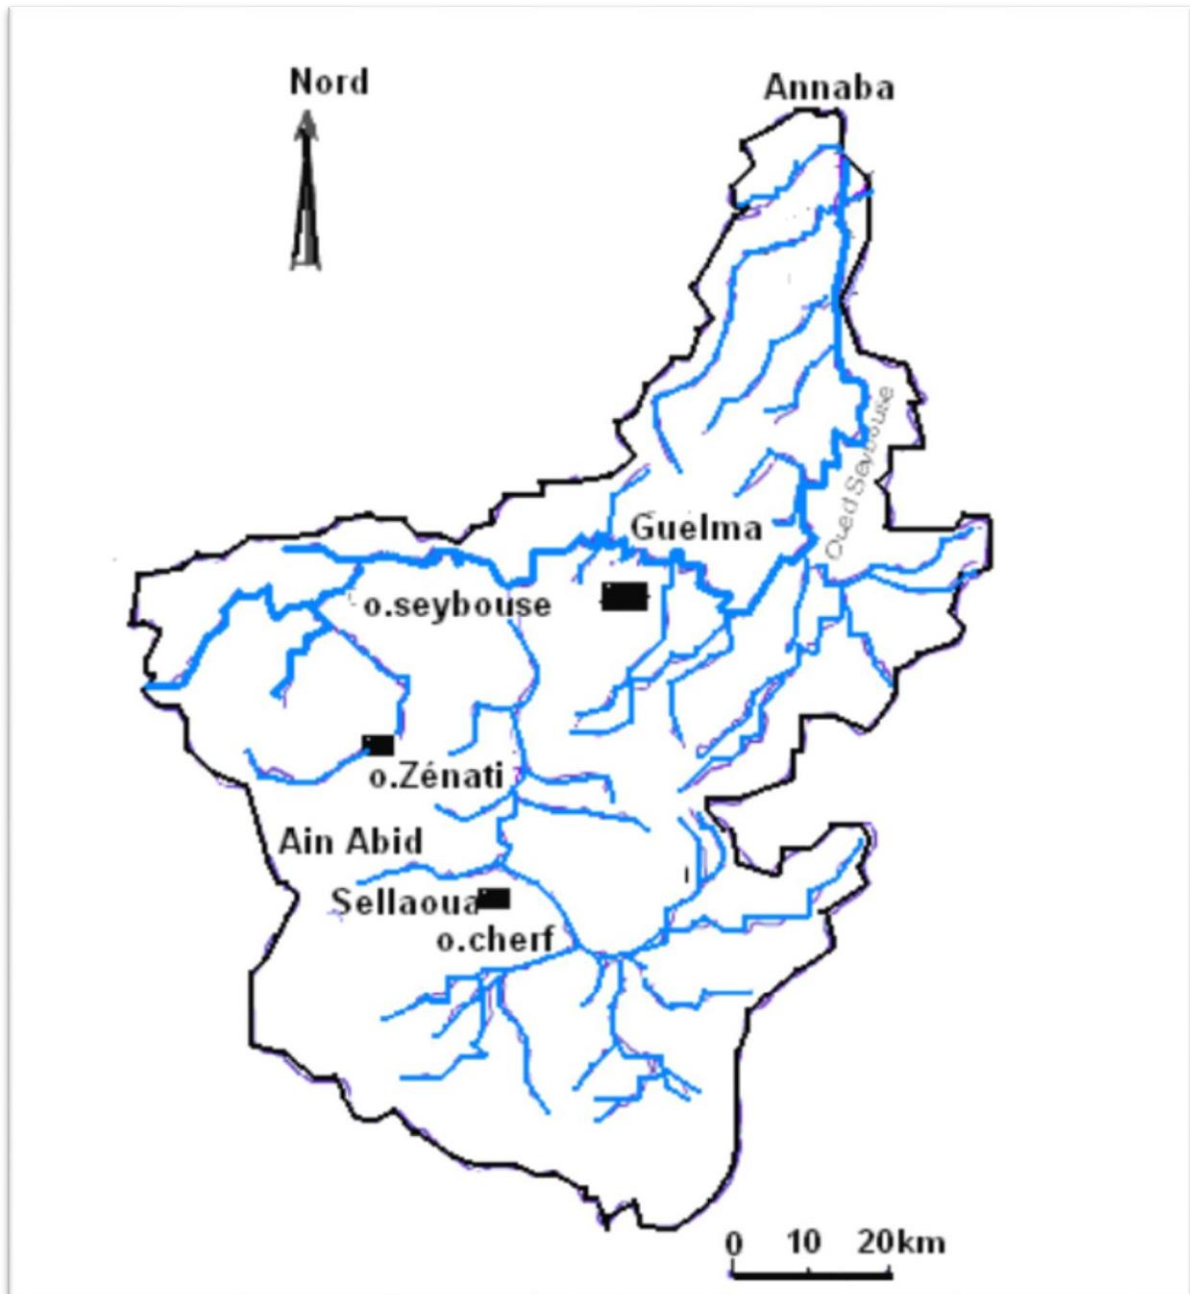 Nord
Annaba
Oued Seybouse
Guelma
o.seybouse
o.Zénati
Ain Abid
Sellaoua
o.cherf
0 10 20km